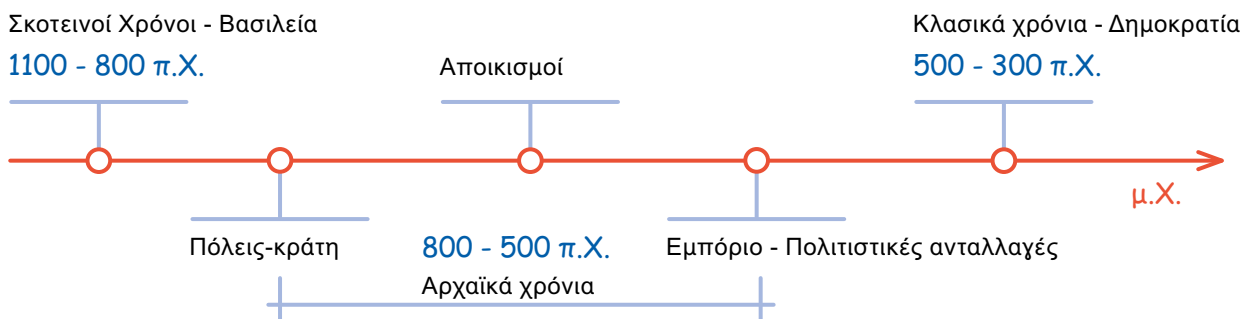 Σκοτεινοί Χρόνοι - Βασιλεία
1100 - 800 π.Χ.
Αποικισμοί
Κλασικά χρόνια - Δημοκρατία
500 - 300 π.Χ.
μ.Χ.
Πόλεις-κράτη
800 - 500 π.Χ.
Αρχαϊκά χρόνια
Εμπόριο - Πολιτιστικές ανταλλαγές